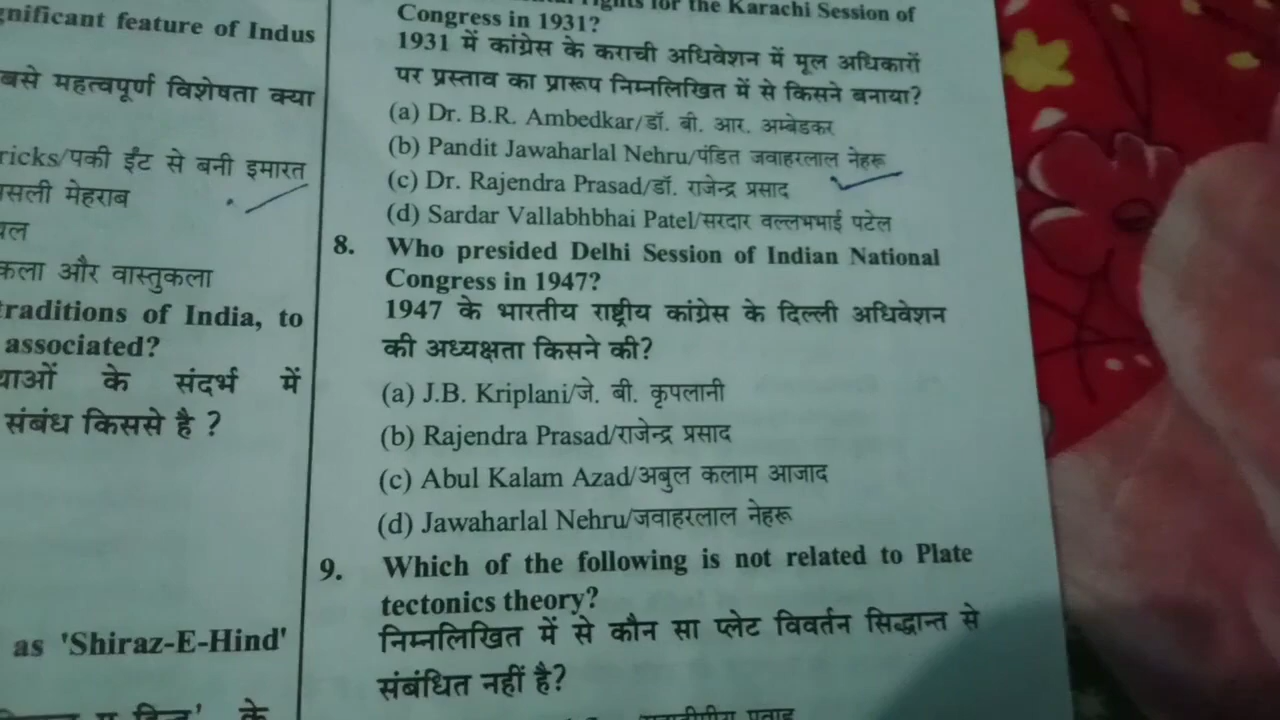 gnificant feature of Indus
बसे महत्वपूर्ण विशेषता क्या
ricks/पकी ईंट से बनी इमारत
सली मेहराब
कला और वास्तुकला
traditions of India, to
associated?
के संदर्भ में
संबंध किससे है ?
as 'Shiraz-E-Hind'
के
for the Karachi Session of
Congress in 1931?
1931 में कांग्रेस के कराची अधिवेशन में मूल अधिकारों
पर प्रस्ताव का प्रारूप निम्नलिखित में से किसने बनाया?
(a) Dr. B.R. Ambedkar/डॉ. बी. आर. अम्बेडकर
(b) Pandit Jawaharlal Nehru/पंडित जवाहरलाल नेहरू
(c) Dr. Rajendra Prasad/डॉ. राजेन्द्र प्रसाद
(d) Sardar Vallabhbhai Patel/सरदार वल्लभभाई पटेल
8. Who presided Delhi Session of Indian National
Congress in 1947?
1947 के भारतीय राष्ट्रीय कांग्रेस के दिल्ली अधिवेशन
की अध्यक्षता किसने की?
(a) J.B. Kriplani/जे. बी. कृपलानी
(b) Rajendra Prasad/राजेन्द्र प्रसाद
(c) Abul Kalam Azad/अबुल कलाम आजाद
(d) Jawaharlal Nehru/जवाहरलाल नेहरू
9. Which of the following is not related to Plate
tectonics theory?
निम्नलिखित में से कौन सा प्लेट विवर्तन सिद्धान्त से
संबंधित नहीं है?